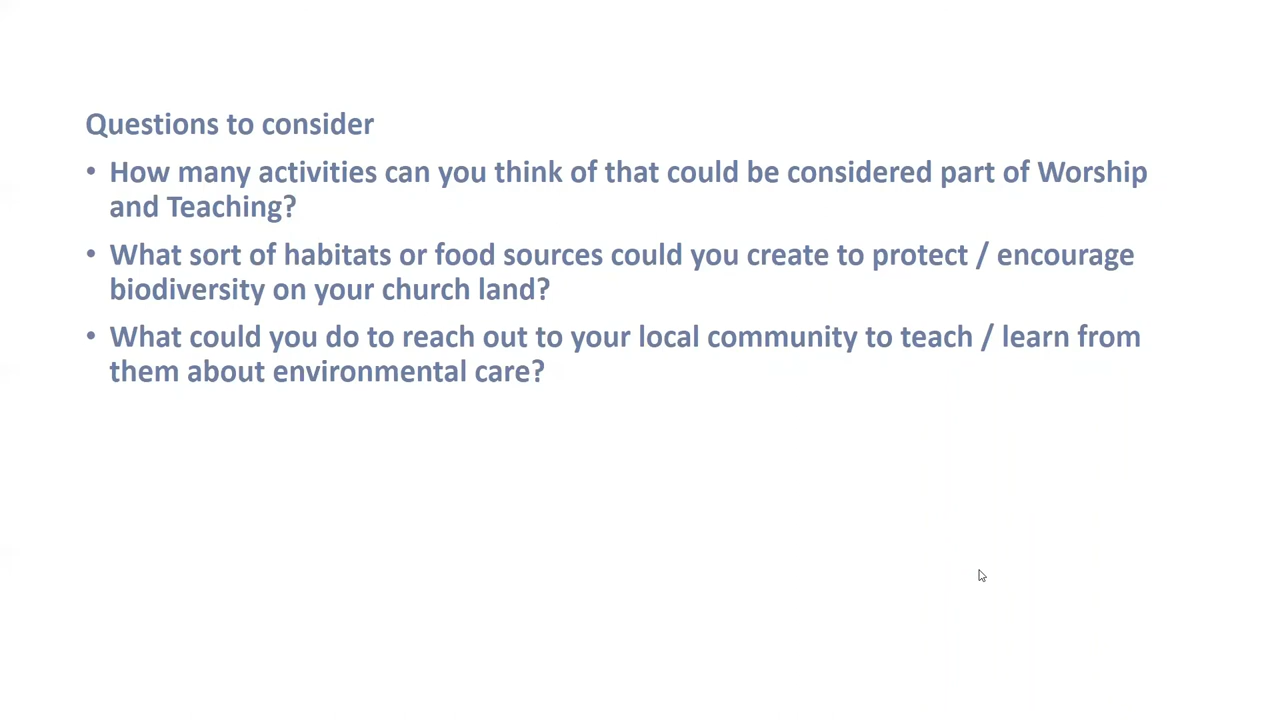 Questions to consider
• How many activities can you think of that could be considered part of Worship
and Teaching?
• What sort of habitats or food sources could you create to protect / encourage
biodiversity on your church land?
• What could you do to reach out to your local community to teach / learn from
them about environmental care?